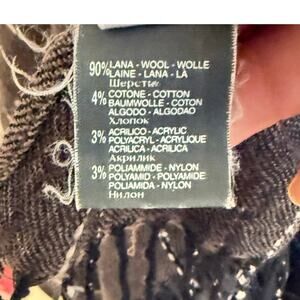 90% LANA - WOOL - WOLLE
LAINE - LANA - LA
Шерсть
4% COTONE - COTTON
BAUMWOLLE - COTON
ALGODO - ALGODAO
Хлопок
3% ACRILICO - ACRYLIC
POLYACRYL - ACRYLIQUE
ACRILICA - ACRILICA
Акрилик
3% POLIAMMIDE - NYLON
POLYAMID - POLYAMIDE
POLIAMIDA - NYLON
Нилон